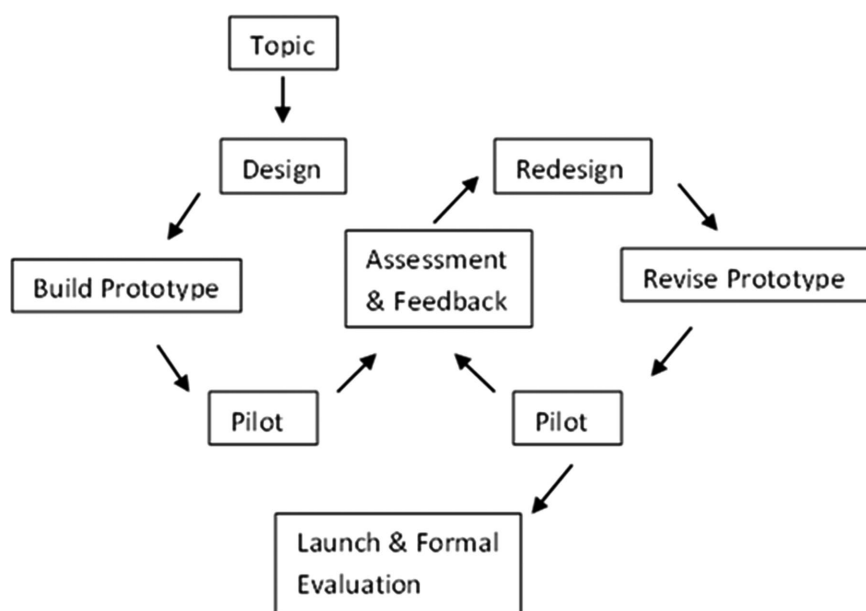 Topic
Design
Redesign
Assessment
& Feedback
Build Prototype
Revise Prototype
Pilot
Pilot
Launch & Formal
Evaluation